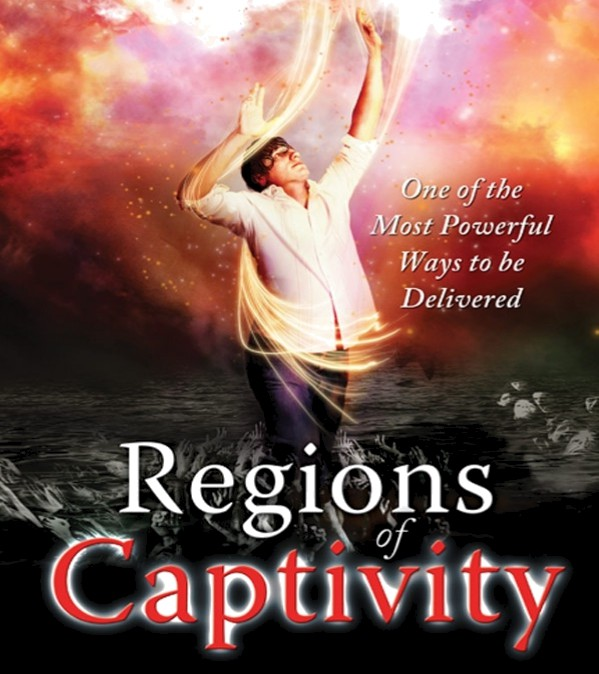 One of the
Most Powerful
Ways to be
Delivered
Regions
of
Captivity